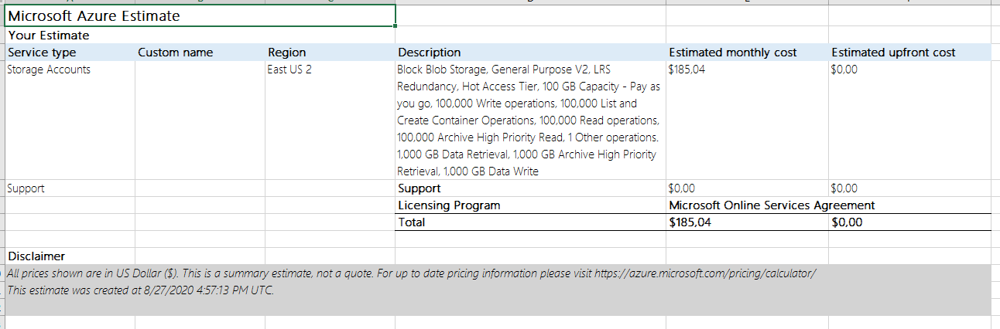 Microsoft Azure Estimate
Your Estimate
Service type Custom name Region Description Estimated monthly cost Estimated upfront cost
Storage Accounts East US 2 Block Blob Storage, General Purpose V2, LRS $185,04 $0,00
Redundancy, Hot Access Tier, 100 GB Capacity - Pay as
you go, 100,000 Write operations, 100,000 List and
Create Container Operations, 100,000 Read operations,
100,000 Archive High Priority Read, 1 Other operations.
1,000 GB Data Retrieval, 1,000 GB Archive High Priority
Retrieval, 1,000 GB Data Write
Support Support $0,00 $0,00
Licensing Program Microsoft Online Services Agreement
Total $185,04 $0,00
Disclaimer
All prices shown are in US Dollar ($). This is a summary estimate, not a quote. For up to date pricing information please visit https://azure.microsoft.com/pricing/calculator/
This estimate was created at 8/27/2020 4:57:13 PM UTC.